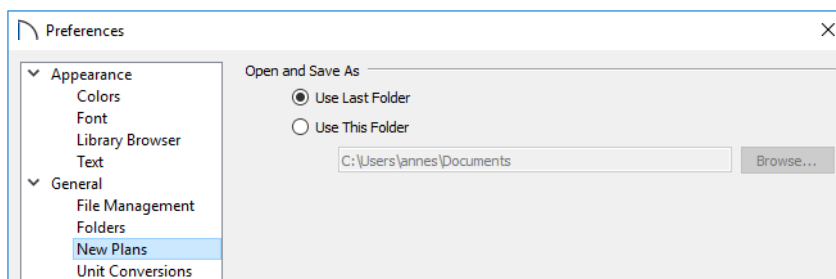 Preferences
Appearance
Colors
Font
Library Browser
Text
General
File Management
Folders
New Plans
Unit Conversions
Open and Save As
Use Last Folder
Use This Folder
C:\Users\annes\Documents
Browse...